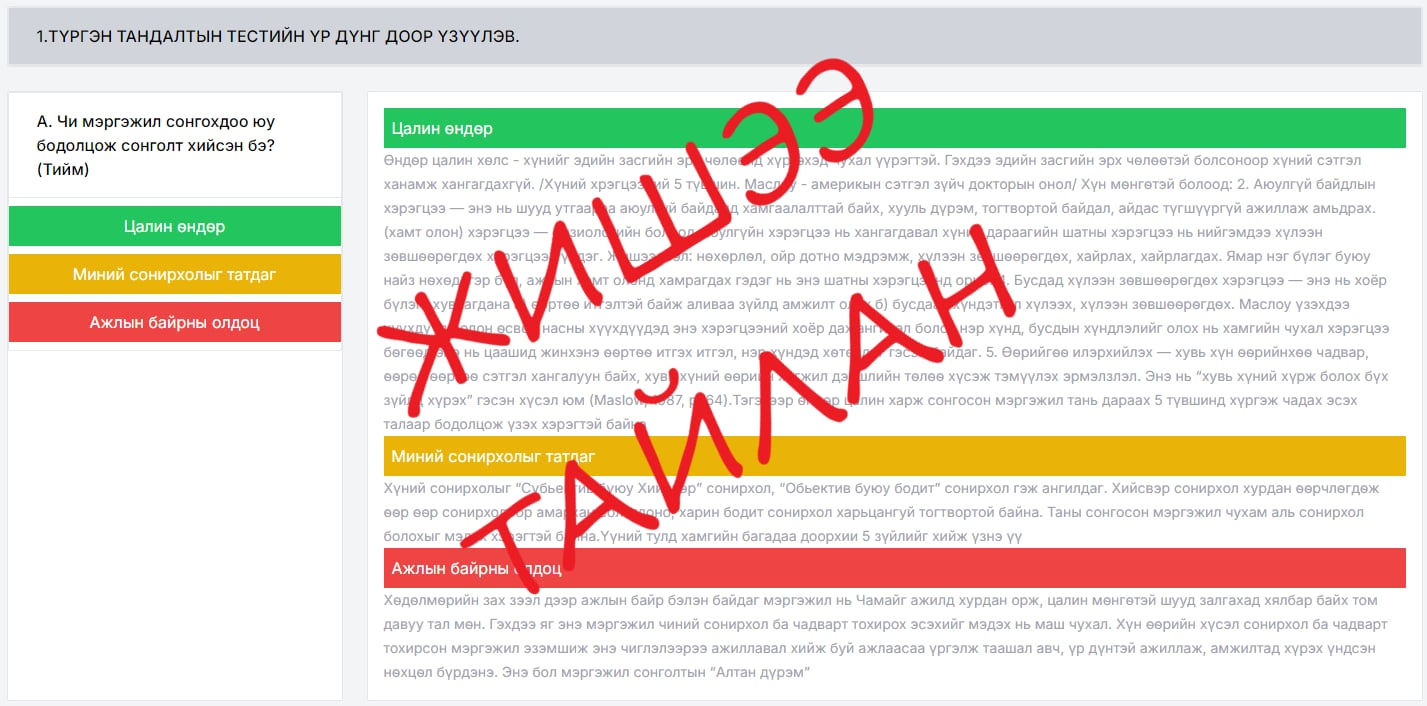 1.ТҮРГЭН ТАНДАЛТЫН ТЕСТИЙН ҮР ДҮНГ ДООР ҮЗҮҮЛЭВ.
А. Чи мэргэжил сонгохдоо юу
бодолцож сонголт хийсэн бэ?
(Тийм)
Цалин өндөр
Миний сонирхолыг татдаг
Ажлын байрны олдоц
Цалин өндөр
Өндөр цалин хөлс - хүнийг эдийн засгийн эрх чөлөөнд хүргэхэд чухал үүрэгтэй. Гэхдээ эдийн засгийн эрх чөлөөтэй болсоноор хүний сэтгэл
ханамж хангагдахгүй. /Хүний хрэгцээний 5 түвшин. Маслоу - америкын сэтгэл зүйч докторын онол/ Хүн мөнгөтэй болоод: 2. Аюулгүй байдлын
хэрэгцээ — энэ нь шууд утгаараа аюулгүй байдалд хамгаалалттай байх, хууль дүрэм, тогтвортой байдал, айдас түгшүүргүй ажиллаж амьдрах.
(хамт олон) хэрэгцээ — физиологийн болоод аюулгүйн хэрэгцээ нь хангагдавал хүний дараагийн шатны хэрэгцээ нь нийгэмдээ хүлээн
зөвшөөрөгдөх хэрэгцээ байдаг. Жишээ нь: нөхөрлөл, ойр дотно мэдрэмж, хүлээн зөвшөөрөгдөх, хайрлах, хайрлагдах. Ямар нэг бүлэг буюу
найз нөхөд, гэр бүл, ажлын хамт олонд хамрагдах гэдэг нь энэ шатны хэрэгцээнд орно. 4. Бусдад хүлээн зөвшөөрөгдөх хэрэгцээ — энэ нь хоёр
бүлэгт хуваагдана: өөртөө итгэлтэй байж аливаа зүйлд амжилт олох б) бусдаар хүндэтгэл хүлээх, хүлээн зөвшөөрөгдөх. Маслоу үзэхдээ
хүүхдүүд болон өсвөр насны хүүхдүүдэд энэ хэрэгцээний хоёр дахь ангилал болох нэр хүнд, бусдын хүндлэлийг олох нь хамгийн чухал хэрэгцээ
бөгөөд энэ нь цаашид жинхэнэ өөртөө итгэх итгэл, нэр хүндэд хөтөлдөг гэсэн байдаг. 5. Өөрийгөө илэрхийлэх — хувь хүн өөрийнхөө чадвар,
өөрөө өөртөө сэтгэл хангалуун байх, хувь хүний өөрийн хөгжил дэвшлийн төлөө хүсэж тэмүүлэх эрмэлзлэл. Энэ нь “хувь хүний хүрж болох бүх
зүйлд хүрэх” гэсэн хүсэл юм (Maslow, 1987, p. 64).Тэгэхээр өндөр цалин харж сонгосон мэргэжил тань дараах 5 түвшинд хүргэж чадах эсэх
талаар бодолцож үзэх хэрэгтэй байна
Миний сонирхолыг татдаг
Хүний сонирхолыг “Субьектив буюу Хийсвэр” сонирхол, “Обьектив буюу бодит” сонирхол гэж ангилдаг. Хийсвэр сонирхол хурдан өөрчлөгдөж
өөр өөр сонирхолоор амархан солигдоно, харин бодит сонирхол харьцангуй тогтвортой байна. Таны сонгосон мэргэжил чухам аль сонирхол
болохыг мэдэх хэрэгтэй байна.Үүний тулд хамгийн багадаа доорхии 5 зүйлийг хийж үзнэ үү
Ажлын байрны олдоц
Хөдөлмөрийн зах зээл дээр ажлын байр бэлэн байдаг мэргэжил нь Чамайг ажилд хурдан орж, цалин мөнгөтэй шууд залгахад хялбар байх том
давуу тал мөн. Гэхдээ яг энэ мэргэжил чиний сонирхол ба чадварт тохирох эсэхийг мэдэх нь маш чухал. Хүн өөрийн хүсэл сонирхол ба чадварт
тохирсон мэргэжил эзэмшиж энэ чиглэлээрээ ажиллавал хийж буй ажлаасаа үргэлж таашал авч, үр дүнтэй ажиллаж, амжилтад хүрэх үндсэн
нөхцөл бүрдэнэ. Энэ бол мэргэжил сонголтын “Алтан дүрэм”
ЖИШЭЭ
ТАЙЛАН